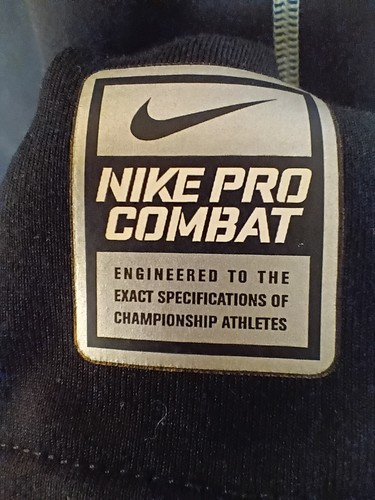 NIKE PRO
COMBAT
ENGINEERED TO THE
EXACT SPECIFICATIONS OF
CHAMPIONSHIP ATHLETES